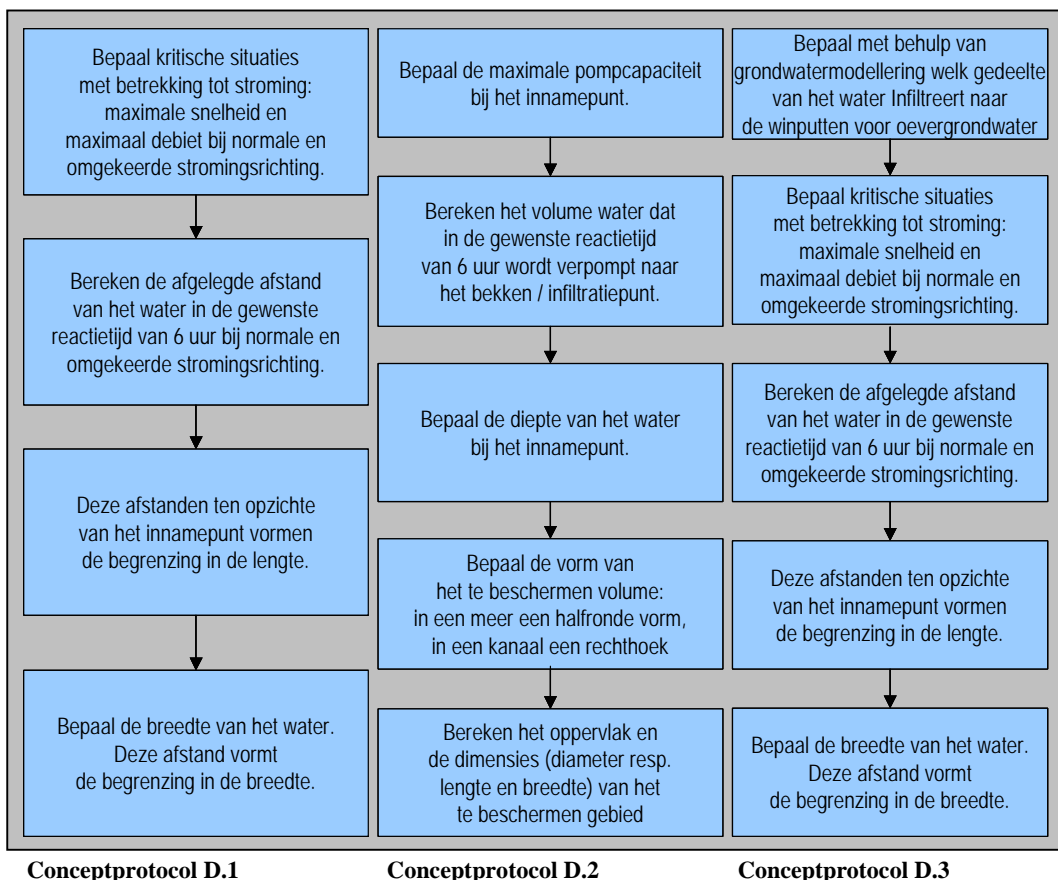 Bepaal kritische situaties
met betrekking tot stroming:
maximale snelheid en
maximaal debiet bij normale en
omgekeerde stromingsrichting.
Bereken de afgelegde afstand
van het water in de gewenste
reactietijd van 6 uur bij normale en
omgekeerde stromingsrichting.
Deze afstanden ten opzichte
van het innamepunt vormen
de begrenzing in de lengte.
Bepaal de breedte van het water.
Deze afstand vormt
de begrenzing in de breedte.
Conceptprotocol D.1
Bepaal de maximale pompcapaciteit
bij het innamepunt.
Bereken het volume water dat
in de gewenste reactietijd
van 6 uur wordt verpompt naar
het bekken / infiltratiepunt.
Bepaal de diepte van het water
bij het innamepunt.
Bepaal de vorm van
het te beschermen volume:
in een meer een halfronde vorm,
in een kanaal een rechthoek
Bereken het oppervlak en
de dimensies (diameter resp.
lengte en breedte) van het
te beschermen gebied
Conceptprotocol D.2
Bepaal met behulp van
grondwatermodellering welk gedeelte
van het water Infiltreert naar
de winputten voor oevergrondwater
Bepaal kritische situaties
met betrekking tot stroming:
maximale snelheid en
maximaal debiet bij normale en
omgekeerde stromingsrichting.
Bereken de afgelegde afstand
van het water in de gewenste
reactietijd van 6 uur bij normale en
omgekeerde stromingsrichting.
Deze afstanden ten opzichte
van het innamepunt vormen
de begrenzing in de lengte.
Bepaal de breedte van het water.
Deze afstand vormt
de begrenzing in de breedte.
Conceptprotocol D.3